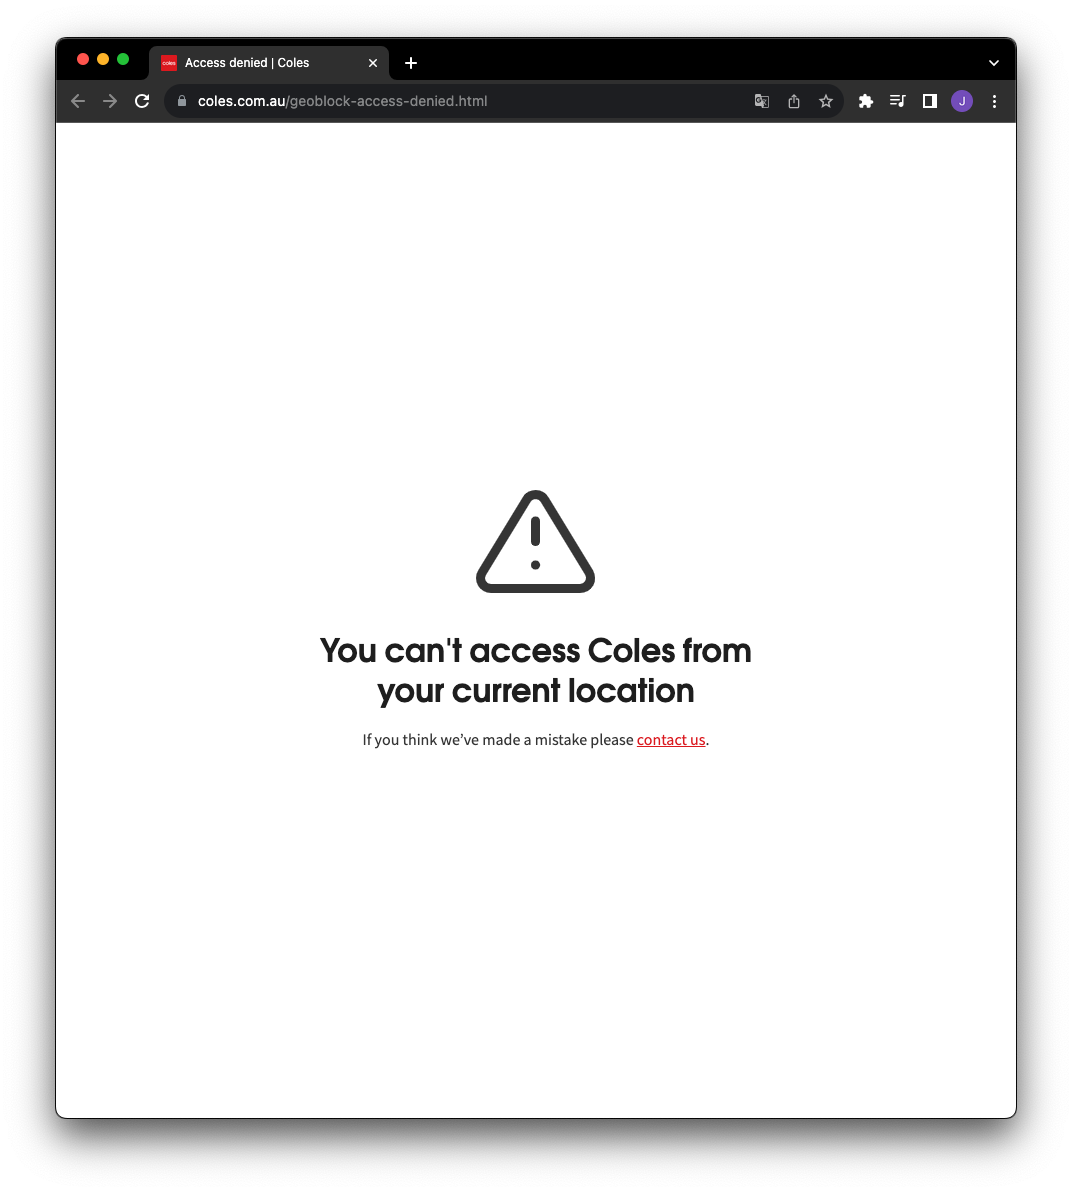 coles
Access denied | Coles
coles.com.au/geoblock-access-denied.html
J
You can't access Coles from
your current location
If you think we’ve made a mistake please contact us.